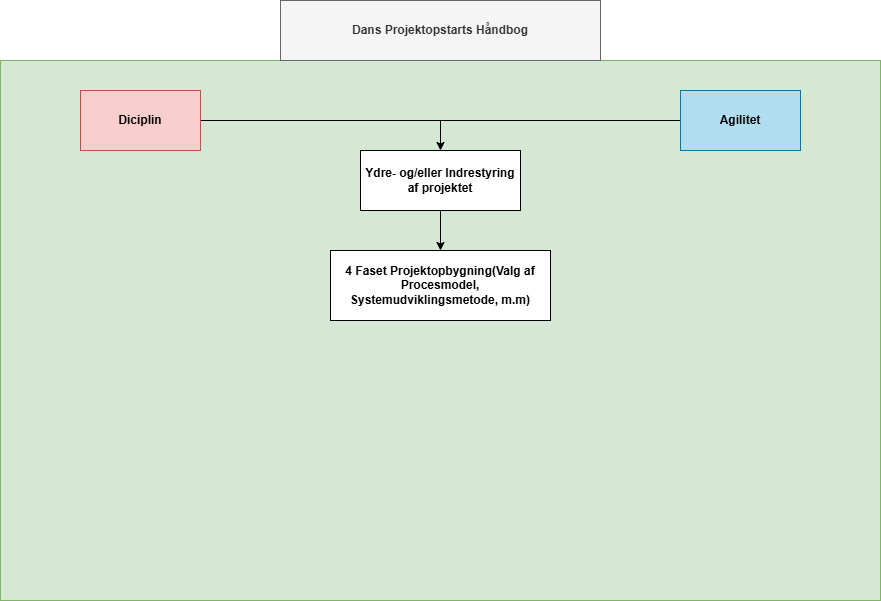 Dans Projektopstarts Håndbog
Diciplin
Agilitet
Ydre- og/eller Indrestyring
af projektet
4 Faset Projektopbygning(Valg af
Procesmodel,
Systemudviklingsmetode, m.m)